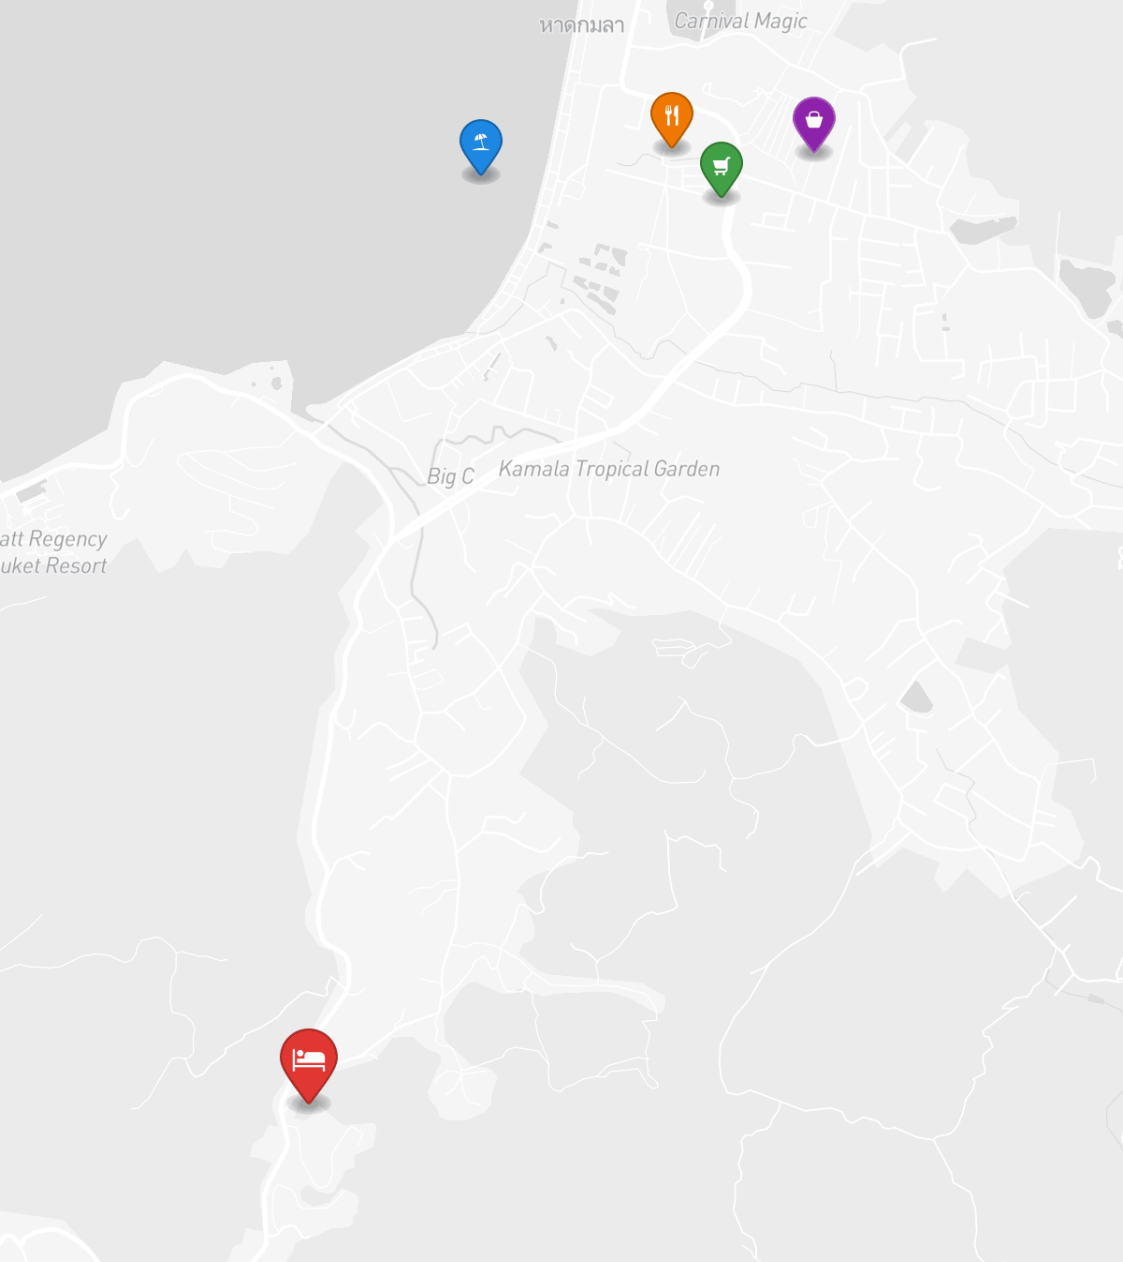 หาดกมลา
Carnival Magic
Big C
Kamala Tropical Garden
att Regency
uket Resort